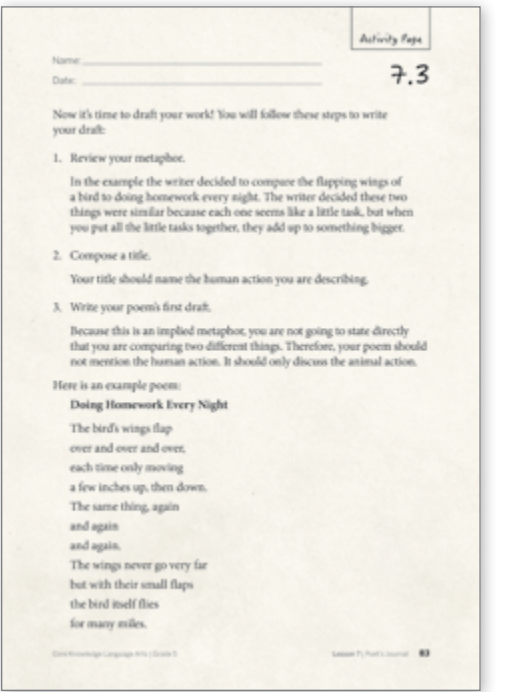 Activity Page
7.3
Name:
Date:
Now it's time to draft your work! You will follow these steps to write
your draft:
1. Review your metaphor.
In the example the writer decided to compare the flapping wings of
a bird to doing homework every night. The writer decided these two
things were similar because each one seems like a little task, but when
you put all the little tasks together, they add up to something bigger.
2. Compose a title.
Your title should name the human action you are describing.
3. Write your poem's first draft.
Because this is an implied metaphor, you are not going to state directly
that you are comparing two different things. Therefore, your poem should
not mention the human action. It should only discuss the animal action.
Here is an example poem:
Doing Homework Every Night
The bird's wings flap
over and over and over,
each time only moving
a few inches up, then down.
The same thing, again
and again
and again.
The wings never go very far
but with their small flaps
the bird itself flies
for many miles.
Core Knowledge Language Arts | Grade 5
Lesson 7 | Poet's Journal 83